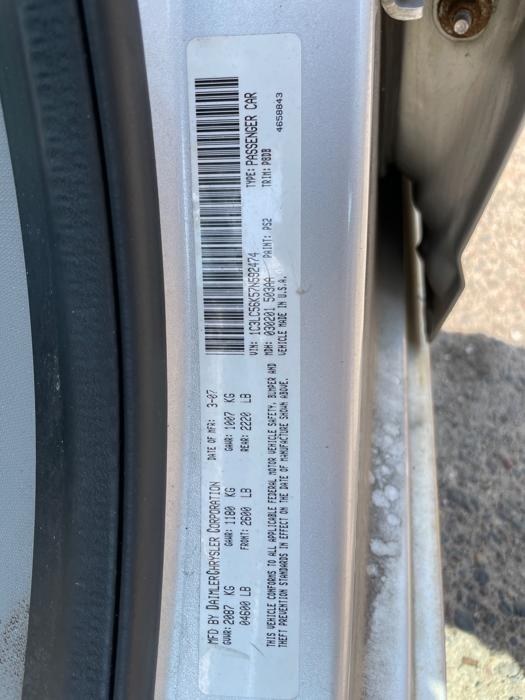 MFD BY DAIMLERCHRYSLER CORPORATION DATE OF MFR: 3-07
GVWR: 2087 KG GAWR: 1180 KG GAWR: 1007 KG
04600 LB FRONT: 2600 LB REAR: 2220 LB
THIS VEHICLE CONFORMS TO ALL APPLICABLE FEDERAL MOTOR VEHICLE SAFETY, BUMPER AND
THEFT PREVENTION STANDARDS IN EFFECT ON THE DATE OF MANUFACTURE SHOWN ABOVE.
VIN: 1C3LC56K57N592474 TYPE: PASSENGER CAR
MDH: 030201 503AA PAINT: PS2 TRIM: P8DB
VEHICLE MADE IN U.S.A. 4658843